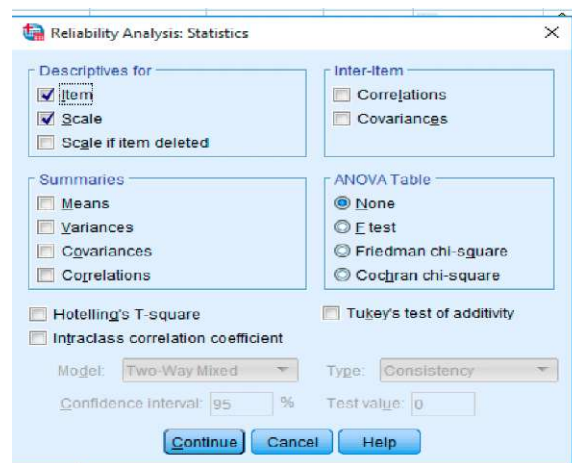 Reliability Analysis: Statistics
Descriptives for
Item
Scale
Scale if item deleted
Inter-Item
Correlations
Covariances
Summaries
Means
Variances
Covariances
Correlations
ANOVA Table
None
F test
Friedman chi-square
Cochran chi-square
Hotelling's T-square
Tukey's test of additivity
Intraclass correlation coefficient
Model: Two-Way Mixed
Type: Consistency
Confidence interval: 95 %
Test value: 0
Continue Cancel Help